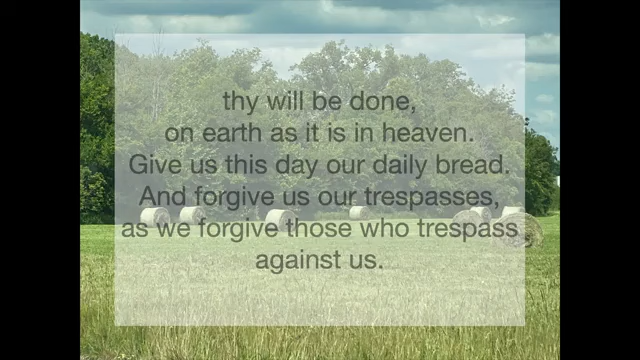 thy will be done,
on earth as it is in heaven.
Give us this day our daily bread.
And forgive us our trespasses,
as we forgive those who trespass
against us.